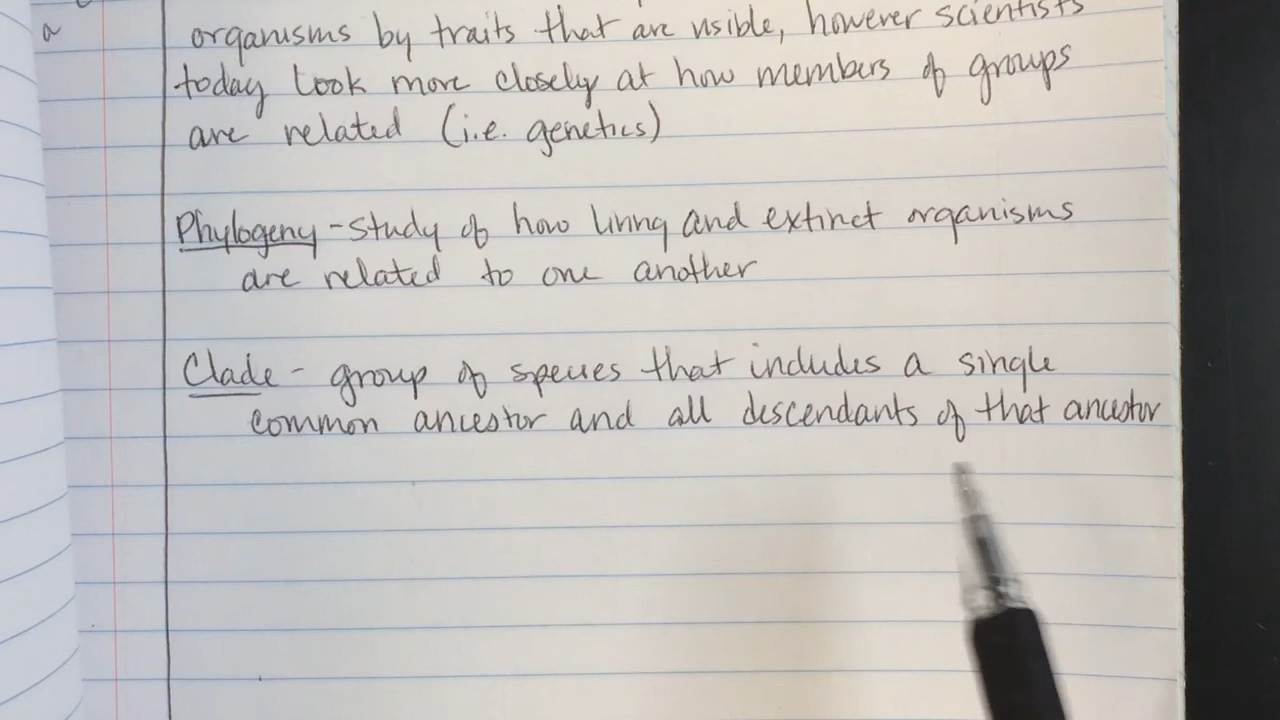 a
organisms by traits that are visible, however scientists
today look more closely at how members of groups
are related (i.e. genetics)
Phylogeny - study of how living and extinct organisms
are related to one another
Clade - group of species that includes a single
common ancestor and all descendants of that ancestor